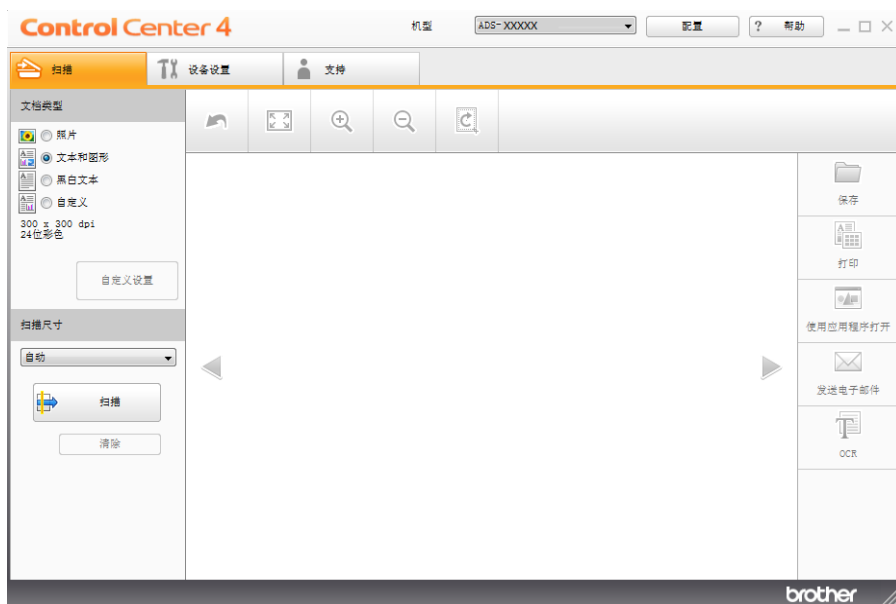 Control Center 4
机型
ADS-XXXXX
配置
? 帮助
扫描
设备设置
支持
文档类型
照片
文本和图形
黑白文本
自定义
300 x 300 dpi
24位彩色
自定义设置
扫描尺寸
自动
扫描
清除
保存
打印
使用应用程序打开
发送电子邮件
OCR
brother